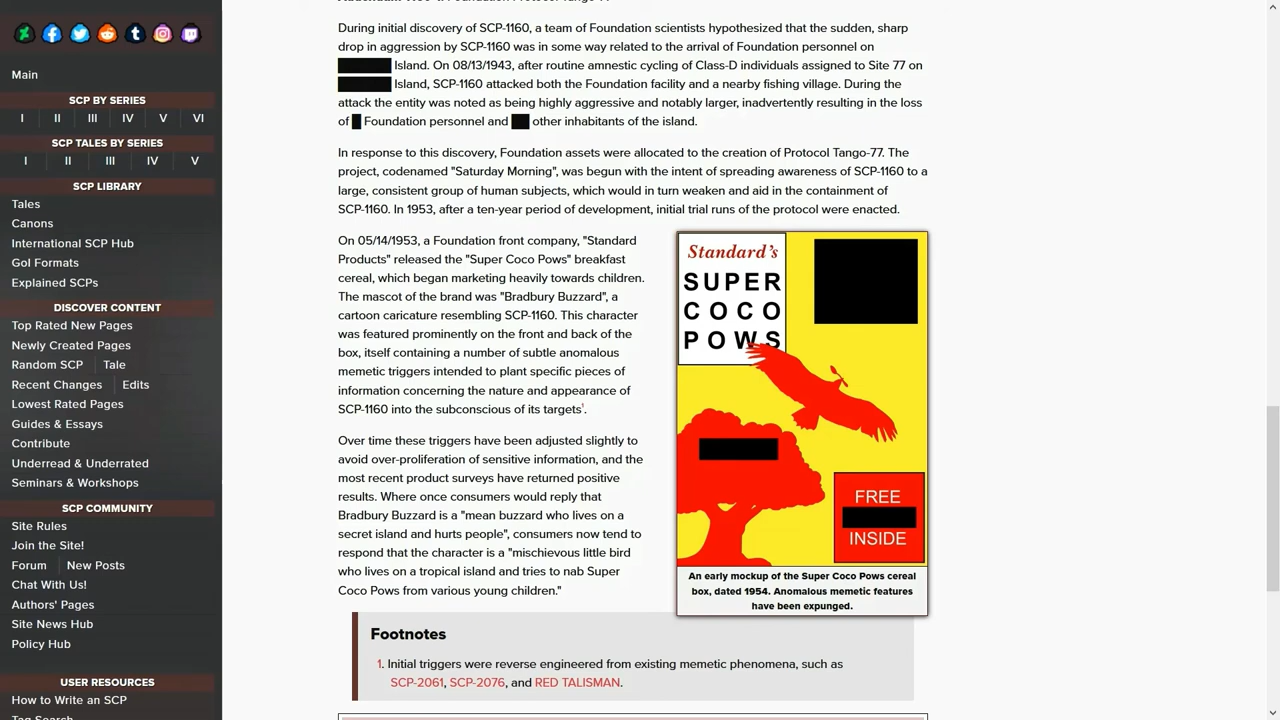 Main
SCP BY SERIES
I II III IV V VI
SCP TALES BY SERIES
I II III IV V
SCP LIBRARY
Tales
Canons
International SCP Hub
GoI Formats
Explained SCPs
DISCOVER CONTENT
Top Rated New Pages
Newly Created Pages
Random SCP Tale
Recent Changes Edits
Lowest Rated Pages
Guides & Essays
Contribute
Underread & Underrated
Seminars & Workshops
SCP COMMUNITY
Site Rules
Join the Site!
Forum New Posts
Chat With Us!
Authors' Pages
Site News Hub
Policy Hub
USER RESOURCES
How to Write an SCP
Tag Search
During initial discovery of SCP-1160, a team of Foundation scientists hypothesized that the sudden, sharp
drop in aggression by SCP-1160 was in some way related to the arrival of Foundation personnel on
Island. On 08/13/1943, after routine amnestic cycling of Class-D individuals assigned to Site 77 on
Island, SCP-1160 attacked both the Foundation facility and a nearby fishing village. During the
attack the entity was noted as being highly aggressive and notably larger, inadvertently resulting in the loss
of Foundation personnel and other inhabitants of the island.
In response to this discovery, Foundation assets were allocated to the creation of Protocol Tango-77. The
project, codenamed "Saturday Morning", was begun with the intent of spreading awareness of SCP-1160 to a
large, consistent group of human subjects, which would in turn weaken and aid in the containment of
SCP-1160. In 1953, after a ten-year period of development, initial trial runs of the protocol were enacted.
On 05/14/1953, a Foundation front company, "Standard
Products" released the "Super Coco Pows" breakfast
cereal, which began marketing heavily towards children.
The mascot of the brand was "Bradbury Buzzard", a
cartoon caricature resembling SCP-1160. This character
was featured prominently on the front and back of the
box, itself containing a number of subtle anomalous
memetic triggers intended to plant specific pieces of
information concerning the nature and appearance of
SCP-1160 into the subconscious of its targets¹.
Over time these triggers have been adjusted slightly to
avoid over-proliferation of sensitive information, and the
most recent product surveys have returned positive
results. Where once consumers would reply that
Bradbury Buzzard is a "mean buzzard who lives on a
secret island and hurts people", consumers now tend to
respond that the character is a "mischievous little bird
who lives on a tropical island and tries to nab Super
Coco Pows from various young children."
Standard's
SUPER
COCO
POWS
FREE
INSIDE
An early mockup of the Super Coco Pows cereal
box, dated 1954. Anomalous memetic features
have been expunged.
Footnotes
1. Initial triggers were reverse engineered from existing memetic phenomena, such as
SCP-2061, SCP-2076, and RED TALISMAN.